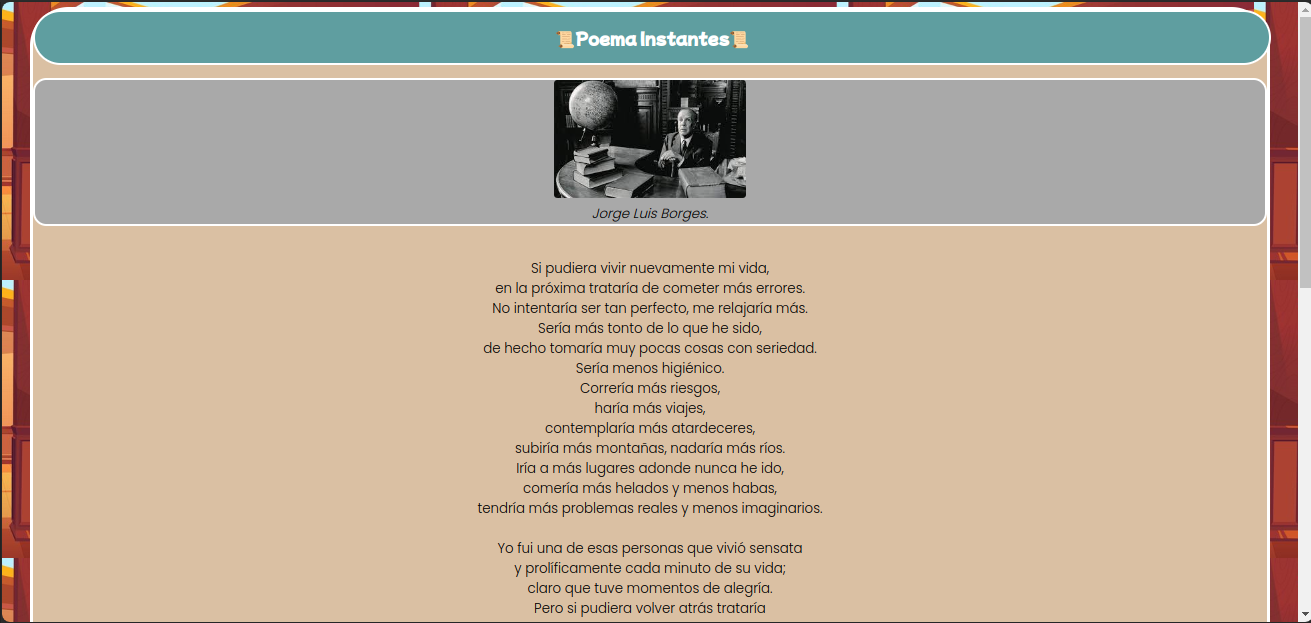 📜Poema Instantes📜
Jorge Luis Borges.
Si pudiera vivir nuevamente mi vida,
en la próxima trataría de cometer más errores.
No intentaría ser tan perfecto, me relajaría más.
Sería más tonto de lo que he sido,
de hecho tomaría muy pocas cosas con seriedad.
Sería menos higiénico.
Correría más riesgos,
haría más viajes,
contemplaría más atardeceres,
subiría más montañas, nadaría más ríos.
Iría a más lugares adonde nunca he ido,
comería más helados y menos habas,
tendría más problemas reales y menos imaginarios.
Yo fui una de esas personas que vivió sensata
y prolíficamente cada minuto de su vida;
claro que tuve momentos de alegría.
Pero si pudiera volver atrás trataría